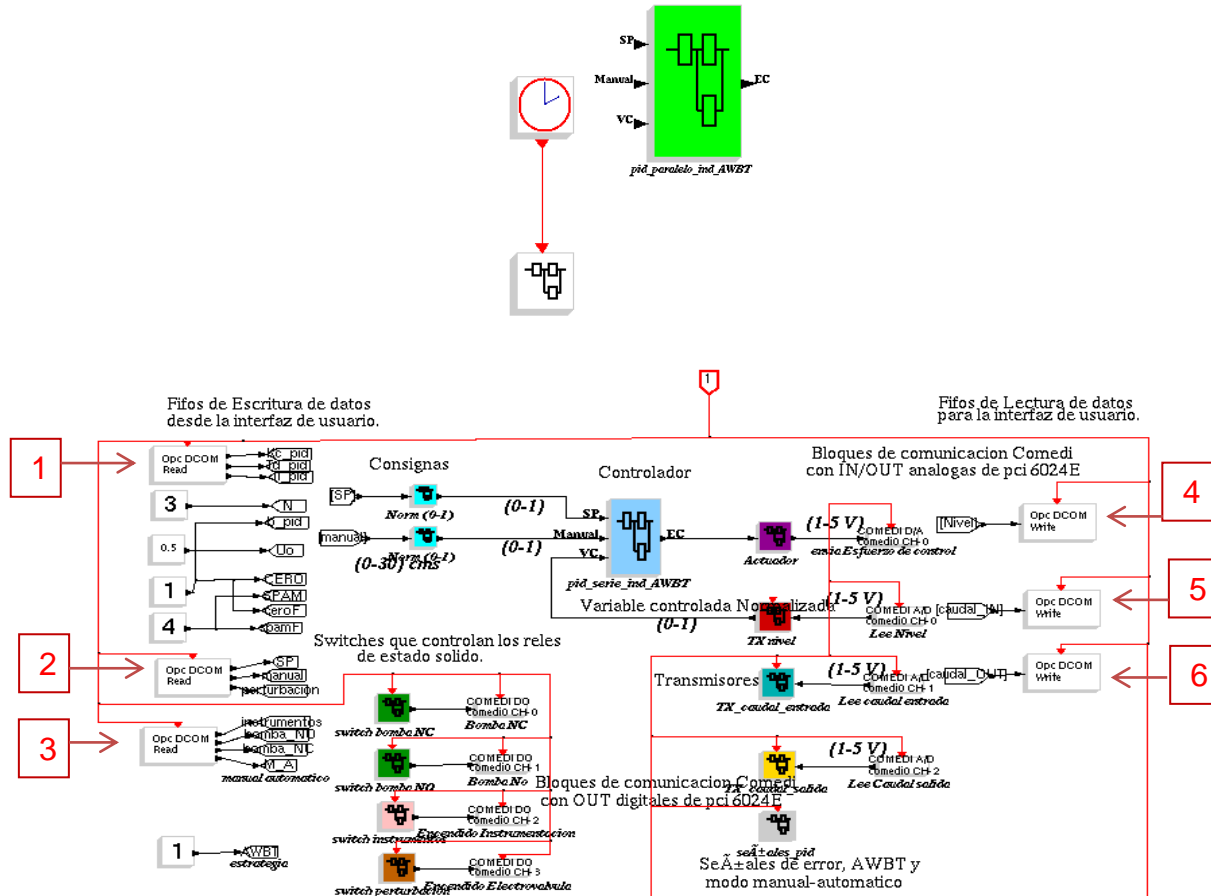 SP
Manual
VC
EC
pid_paralelo_ind_AWBT
1
Fifos de Escritura de datos
desde la interfaz de usuario.
Fifos de Lectura de datos
para la interfaz de usuario.
1
Opc DCOM
Read
Kc_pid
Td_pid
Consignas
Controlador
Bloques de comunicacion Comedi
con IN/OUT analogas de pci 6024E
4
3
N
b_pid
[SP]
Norm (0-1)
(0-1)
SP
Manual
VC
EC
pid_serie_ind_AWBT
Actuador
(1-5 V)
COMEDI D/A
comedi0 CH-0
envia Esfuerzo de control
[Nivel]
Opc DCOM
Write
0.5
Uo
[manual]
Norm (0-1)
(0-1)
(0-30) cms
1
CERO
SPAM
CeroF
4
spamF
Variable controlada Normalizada
(0-1)
TX nivel
(1-5 V)
COMEDI A/D
comedi0 CH-0
Lee Nivel
[caudal_IN]
Opc DCOM
Write
5
2
Opc DCOM
Read
SP
manual
perturbación
Switches que controlan los reles
de estado solido.
Transmisores
TX_caudal_entrada
(1-5 V)
COMEDI A/D
comedi0 CH-1
Lee caudal entrada
[caudal_OUT]
Opc DCOM
Write
6
3
Opc DCOM
Read
instrumentos
bomba_NO
bomba_NC
M_A
manual automatico
switch bomba NC
COMEDI DO
comedi0 CH-0
Bomba NC
switch bomba NO
COMEDI DO
comedi0 CH-1
Bomba No
Bloques de comunicacion Comedi
con OUT digitales de pci 6024E
TX_caudal_salida
(1-5 V)
COMEDI A/D
comedi0 CH-2
Lee Caudal salida
switch instrumentos
COMEDI DO
comedi0 CH-2
Encendido Instrumentacion
seÃ±ales_pid
SeÃ±ales de error, AWBT y
modo manual-automatico
1
AWBT
estrategia
switch perturbación
COMEDI DO
comedi0 CH-3
Encendido Electrovalvula